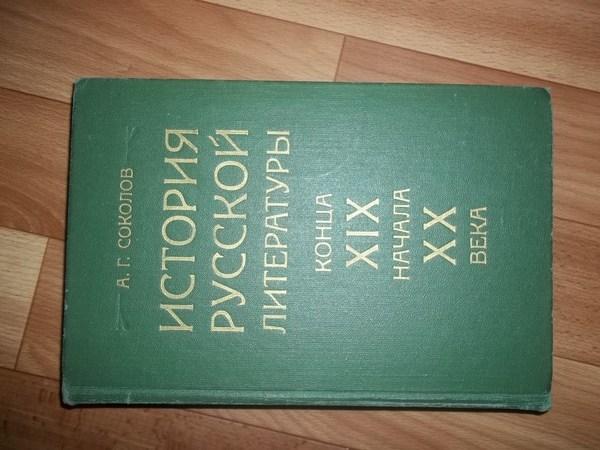 А. Г. СОКОЛОВ
ИСТОРИЯ
РУССКОЙ
ЛИТЕРАТУРЫ
КОНЦА
XIX
НАЧАЛА
XX
ВЕКА